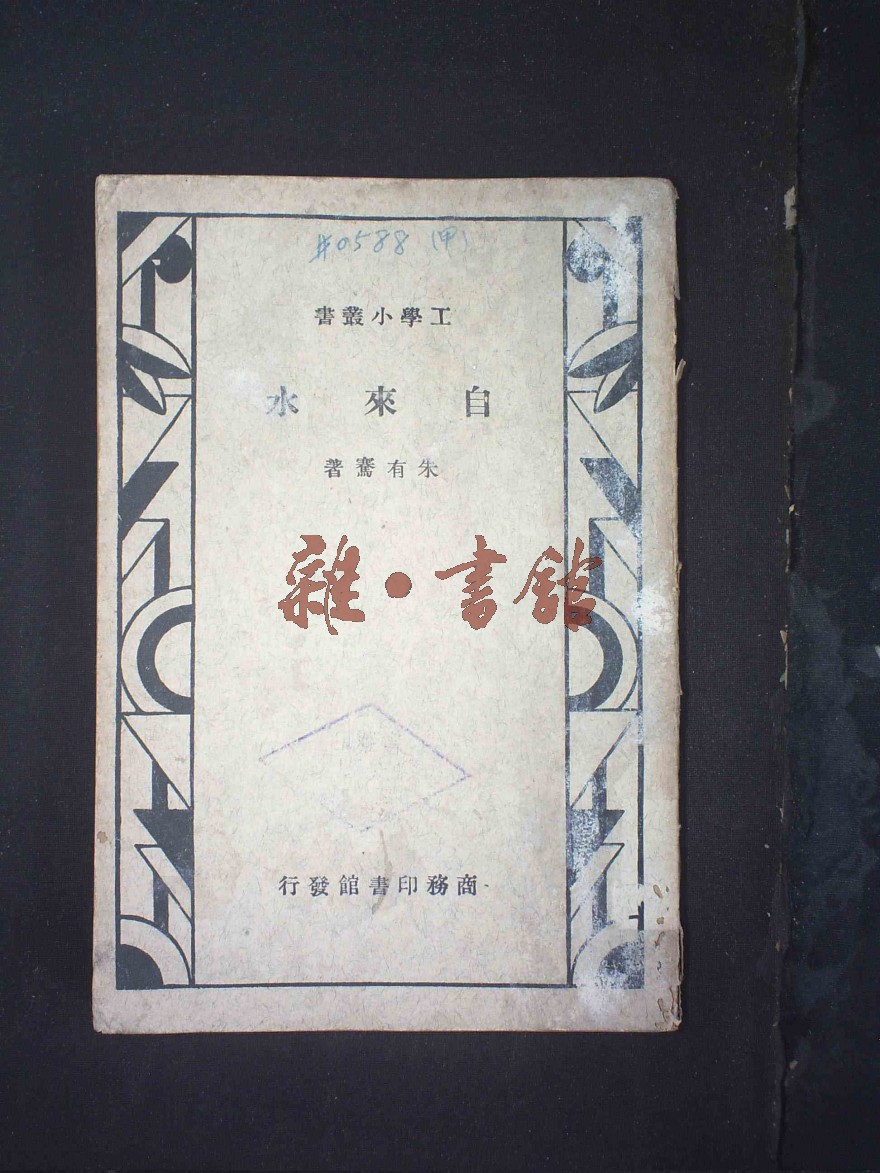 #0588（甲）
工學小叢書
自來水
朱有騫著
雜·書館
商務印書館發行